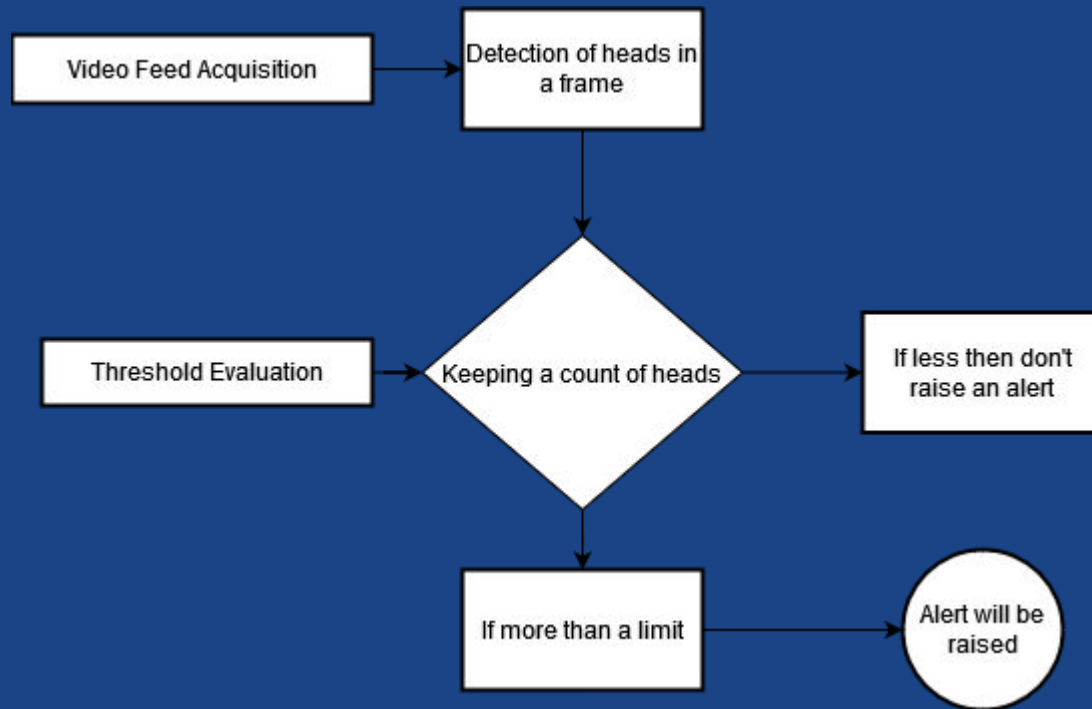 Video Feed Acquisition
Detection of heads in
a frame
Threshold Evaluation
Keeping a count of heads
If less then don't
raise an alert
If more than a limit
Alert will be
raised